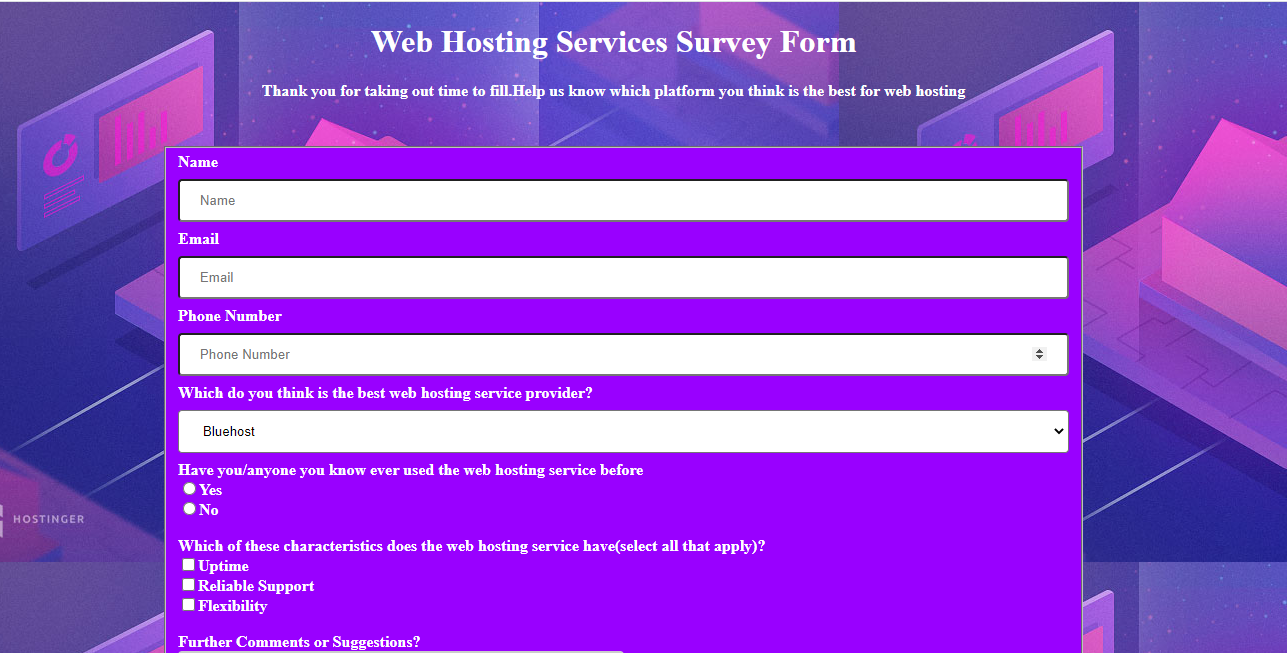 Web Hosting Services Survey Form
Thank you for taking out time to fill.Help us know which platform you think is the best for web hosting
Name
Name
Email
Email
Phone Number
Phone Number
Which do you think is the best web hosting service provider?
Bluehost
Have you/anyone you know ever used the web hosting service before
Yes
No
HOSTINGER
Which of these characteristics does the web hosting service have(select all that apply)?
Uptime
Reliable Support
Flexibility
Further Comments or Suggestions?